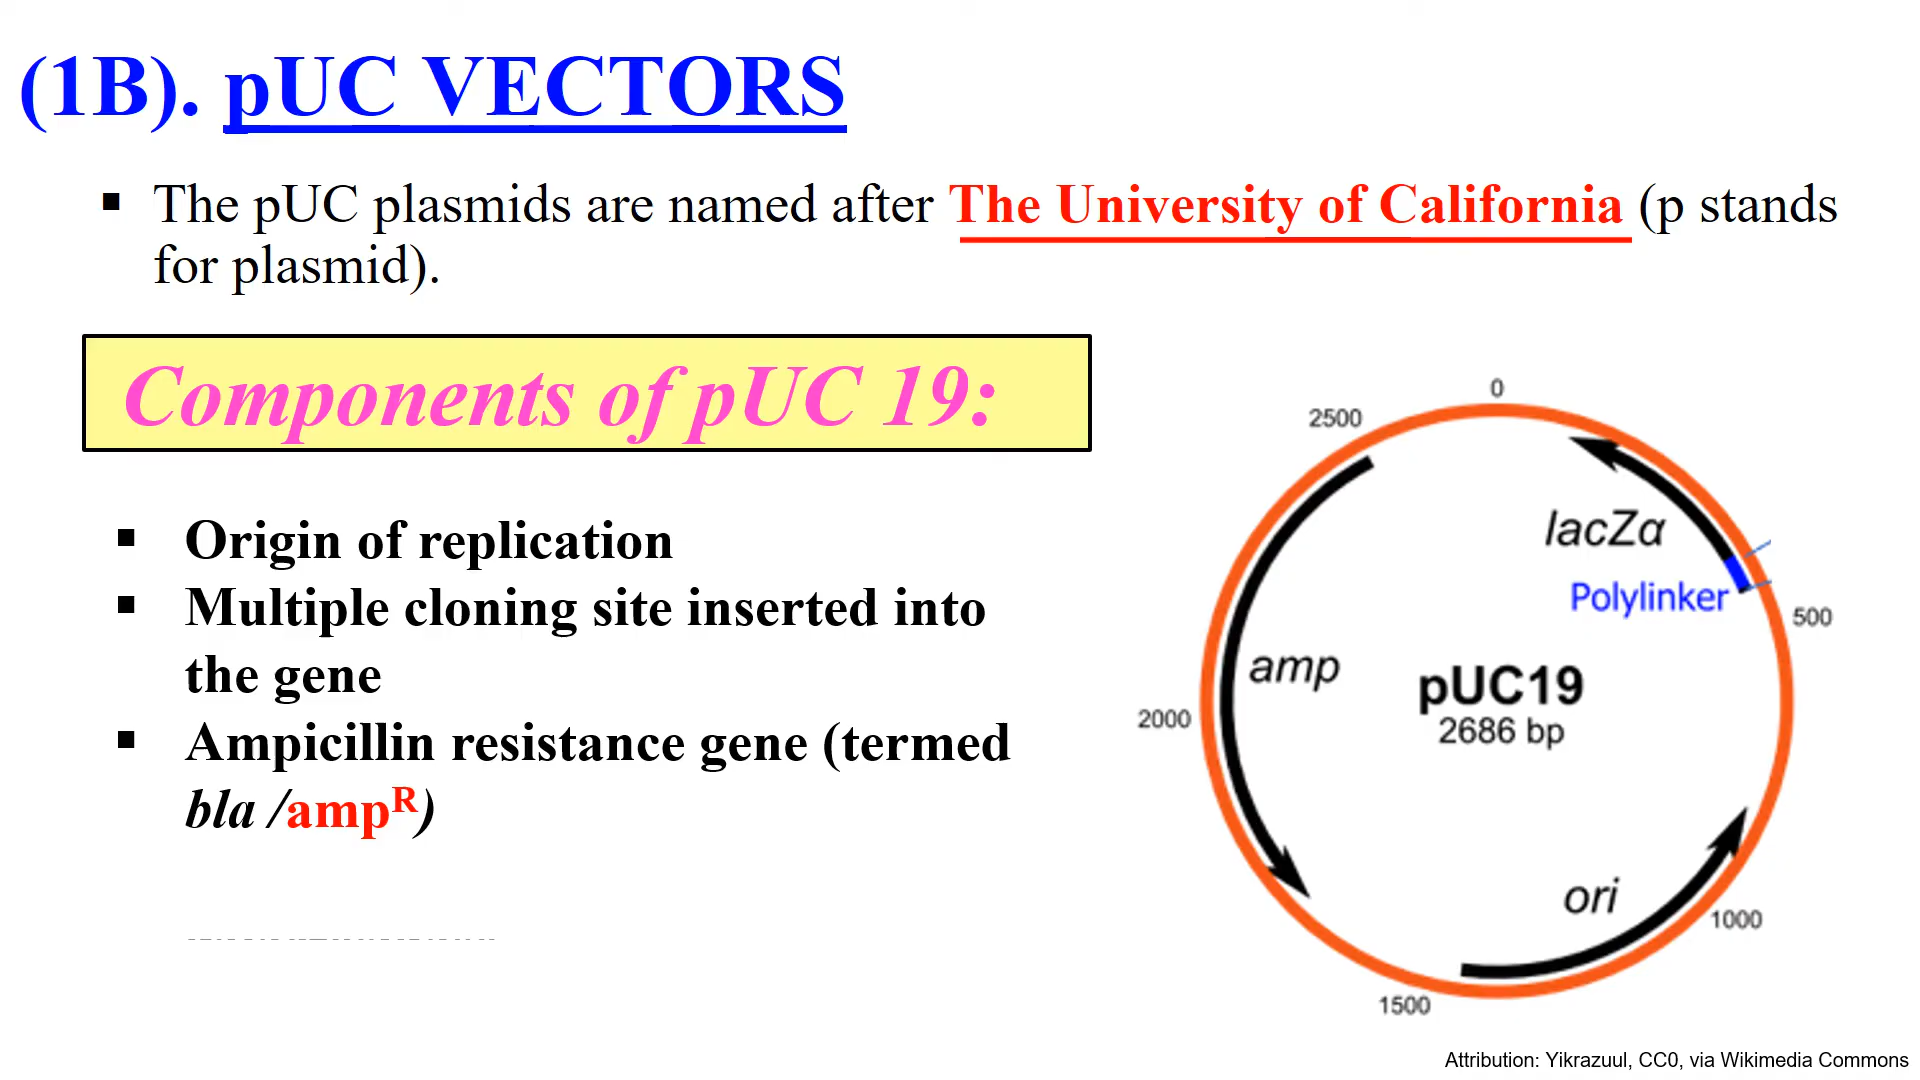 (1B). pUC VECTORS
▪ The pUC plasmids are named after The University of California (p stands
for plasmid).
Components of pUC 19:
▪ Origin of replication
▪ Multiple cloning site inserted into
the gene
▪ Ampicillin resistance gene (termed
bla /ampᴿ)
0
2500
lacZα
Polylinker
500
amp
pUC19
2686 bp
2000
ori
1000
1500
Attribution: Yikrazuul, CC0, via Wikimedia Commons